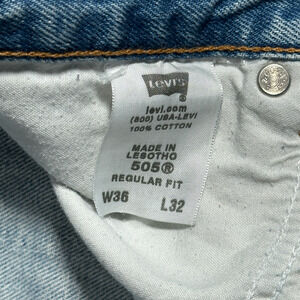 Levi's
®
levi.com
(800) USA-LEVI
100% COTTON
MADE IN
LESOTHO
505®
REGULAR FIT
W36 L32